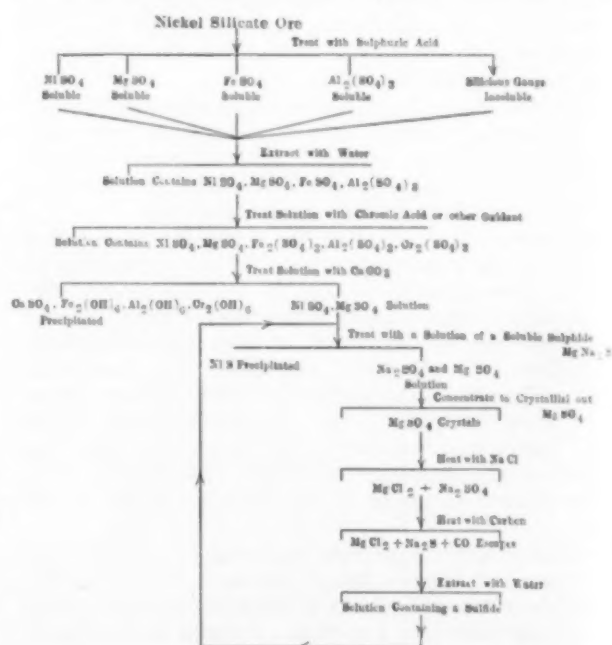 Nickel Silicate Ore
Treat with Sulphuric Acid
Ni SO4 Mg SO4 Fe SO4 Al2(SO4)3 Silicious Gauge
Soluble Soluble Soluble Soluble Insoluble
Extract with Water
Solution Contains Ni SO4, Mg SO4, Fe SO4, Al2(SO4)3
Treat Solution with Chromic Acid or other Oxidant
Solution Contains Ni SO4, Mg SO4, Fe2(SO4)3, Al2(SO4)3, Cr2(SO4)3
Treat Solution with CaCO3
Ca SO4, Fe2(OH)6, Al2(OH)6, Cr2(OH)6 Ni SO4, Mg SO4 Solution
Precipitated
Treat with a Solution of a Soluble Sulphide
Mg Na2 S
Ni S Precipitated
Na2 SO4 and Mg SO4
Solution
Concentrate to Crystallize out
Mg SO4
Mg SO4 Crystals
Heat with Na Cl
Mg Cl2 + Na2 SO4
Heat with Carbon
Mg Cl2 + Na2 S + CO Escapes
Extract with Water
Solution Containing a Sulfide